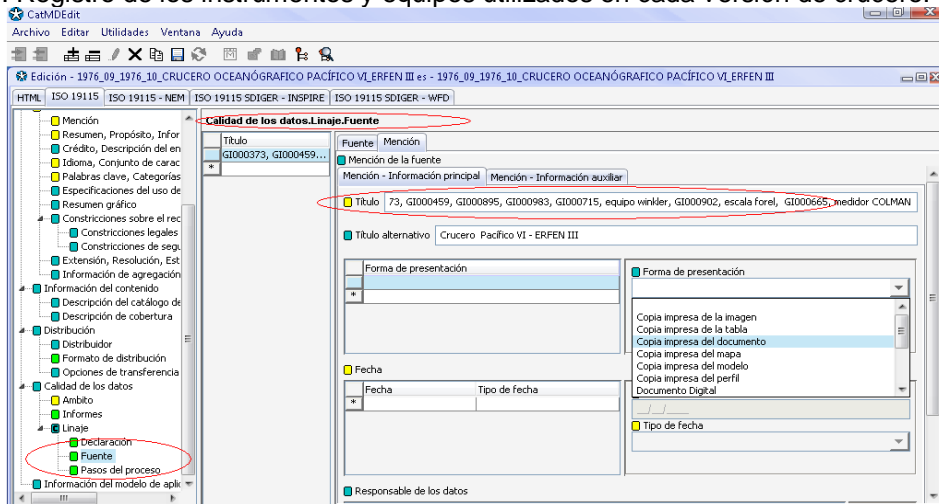 Registro de los instrumentos y equipos utilizados en cada versión de crucero.
CatMDEdit
Archivo Editar Utilidades Ventana Ayuda
Edición - 1976_09_1976_10_CRUCERO OCEANÓGRAFICO PACÍFICO VI_ERFEN III es - 1976_09_1976_10_CRUCERO OCEANÓGRAFICO PACÍFICO VI_ERFEN III
HTML ISO 19115 ISO 19115 - NEM ISO 19115 SDIGER - INSPIRE ISO 19115 SDIGER - WFD
Mención
Resumen, Propósito, Infor
Crédito, Descripción del en
Idioma, Conjunto de carac
Palabras clave, Categorías
Especificaciones del uso de
Resumen gráfico
Constricciones sobre el rec
Constricciones legales
Constricciones de segu
Extensión, Resolución, Est
Información de agregación
Información del contenido
Descripción del catálogo de
Descripción de cobertura
Distribución
Distribuidor
Formato de distribución
Opciones de transferencia
Calidad de los datos
Ambito
Informes
Linaje
Declaración
Fuente
Pasos del proceso
Información del modelo de aplic
Calidad de los datos.Linaje.Fuente
Título
GI000373, GI000459...
*
Fuente Mención
Mención de la fuente
Mención - Información principal Mención - Información auxiliar
Título 73, GI000459, GI000895, GI000983, GI000715, equipo winkler, GI000902, escala forel, GI000665, medidor COLMAN
Título alternativo Crucero Pacífico VI - ERFEN III
Forma de presentación
*
Forma de presentación
Copia impresa de la imagen
Copia impresa de la tabla
Copia impresa del documento
Copia impresa del mapa
Copia impresa del modelo
Copia impresa del perfil
Documento Digital
Fecha
Fecha Tipo de fecha
*
__/__/____
Tipo de fecha
Responsable de los datos